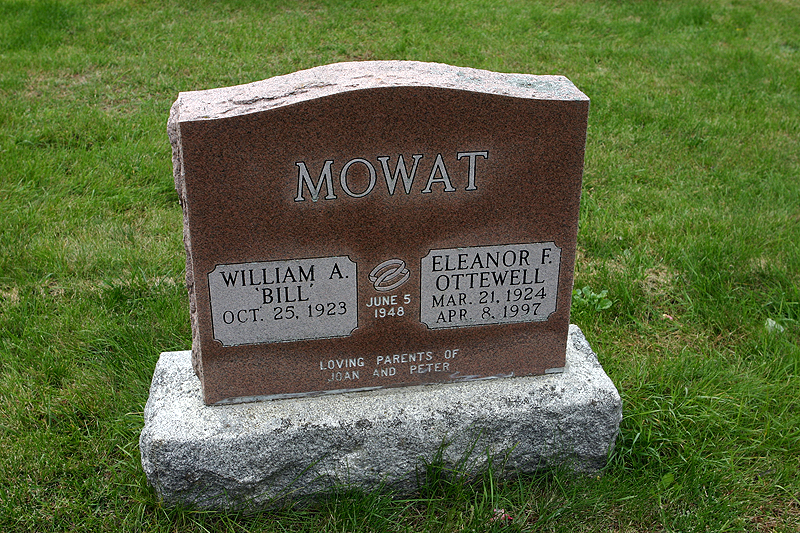 MOWAT
WILLIAM A.
'BILL'
OCT. 25, 1923
JUNE 5
1948
ELEANOR F.
OTTEWELL
MAR. 21, 1924
APR. 8, 1997
LOVING PARENTS OF
JOAN AND PETER